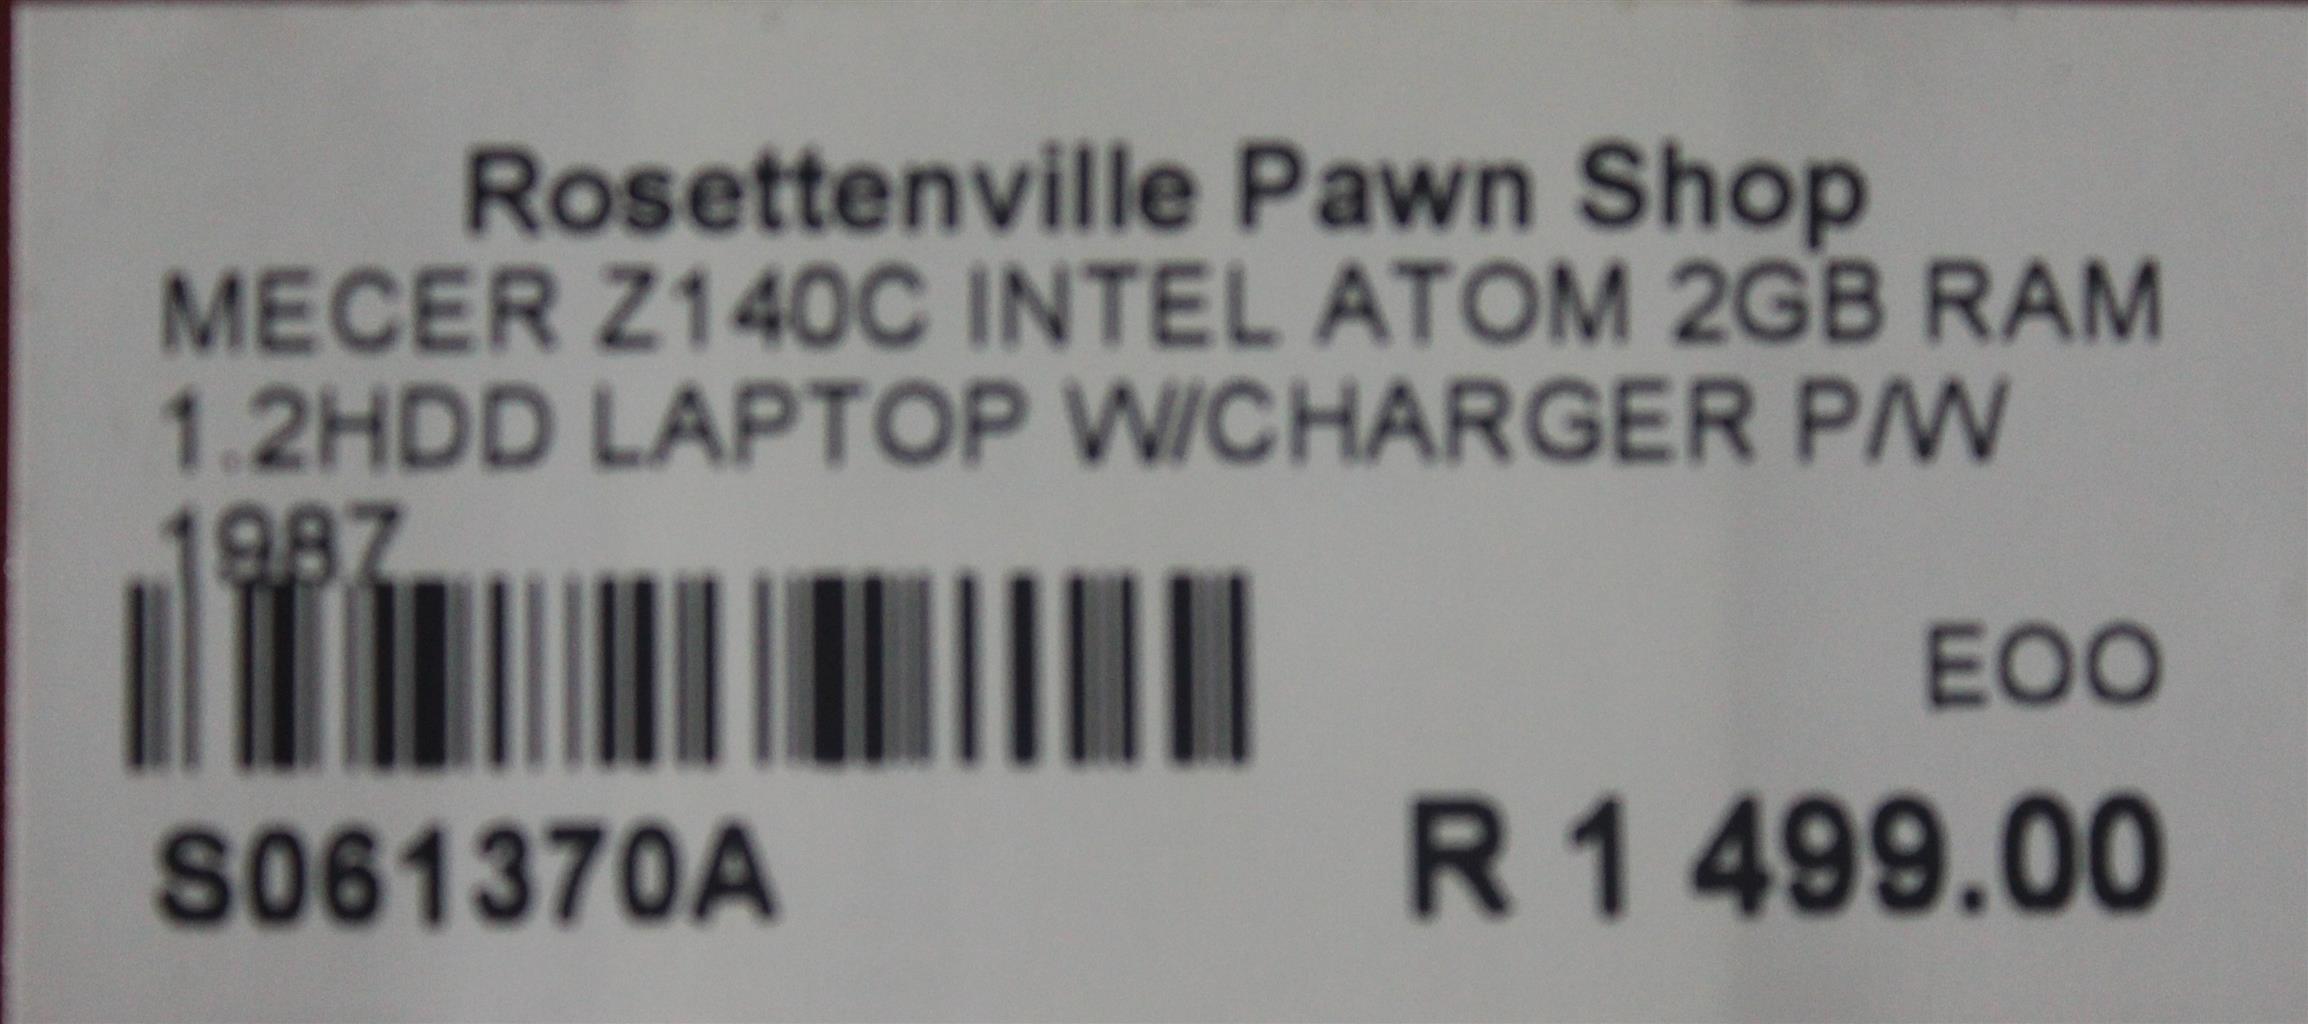 Rosettenville Pawn Shop
MECER Z140C INTEL ATOM 2GB RAM
1.2HDD LAPTOP W/CHARGER P/W
1987
EOO
S061370A
R 1 499.00